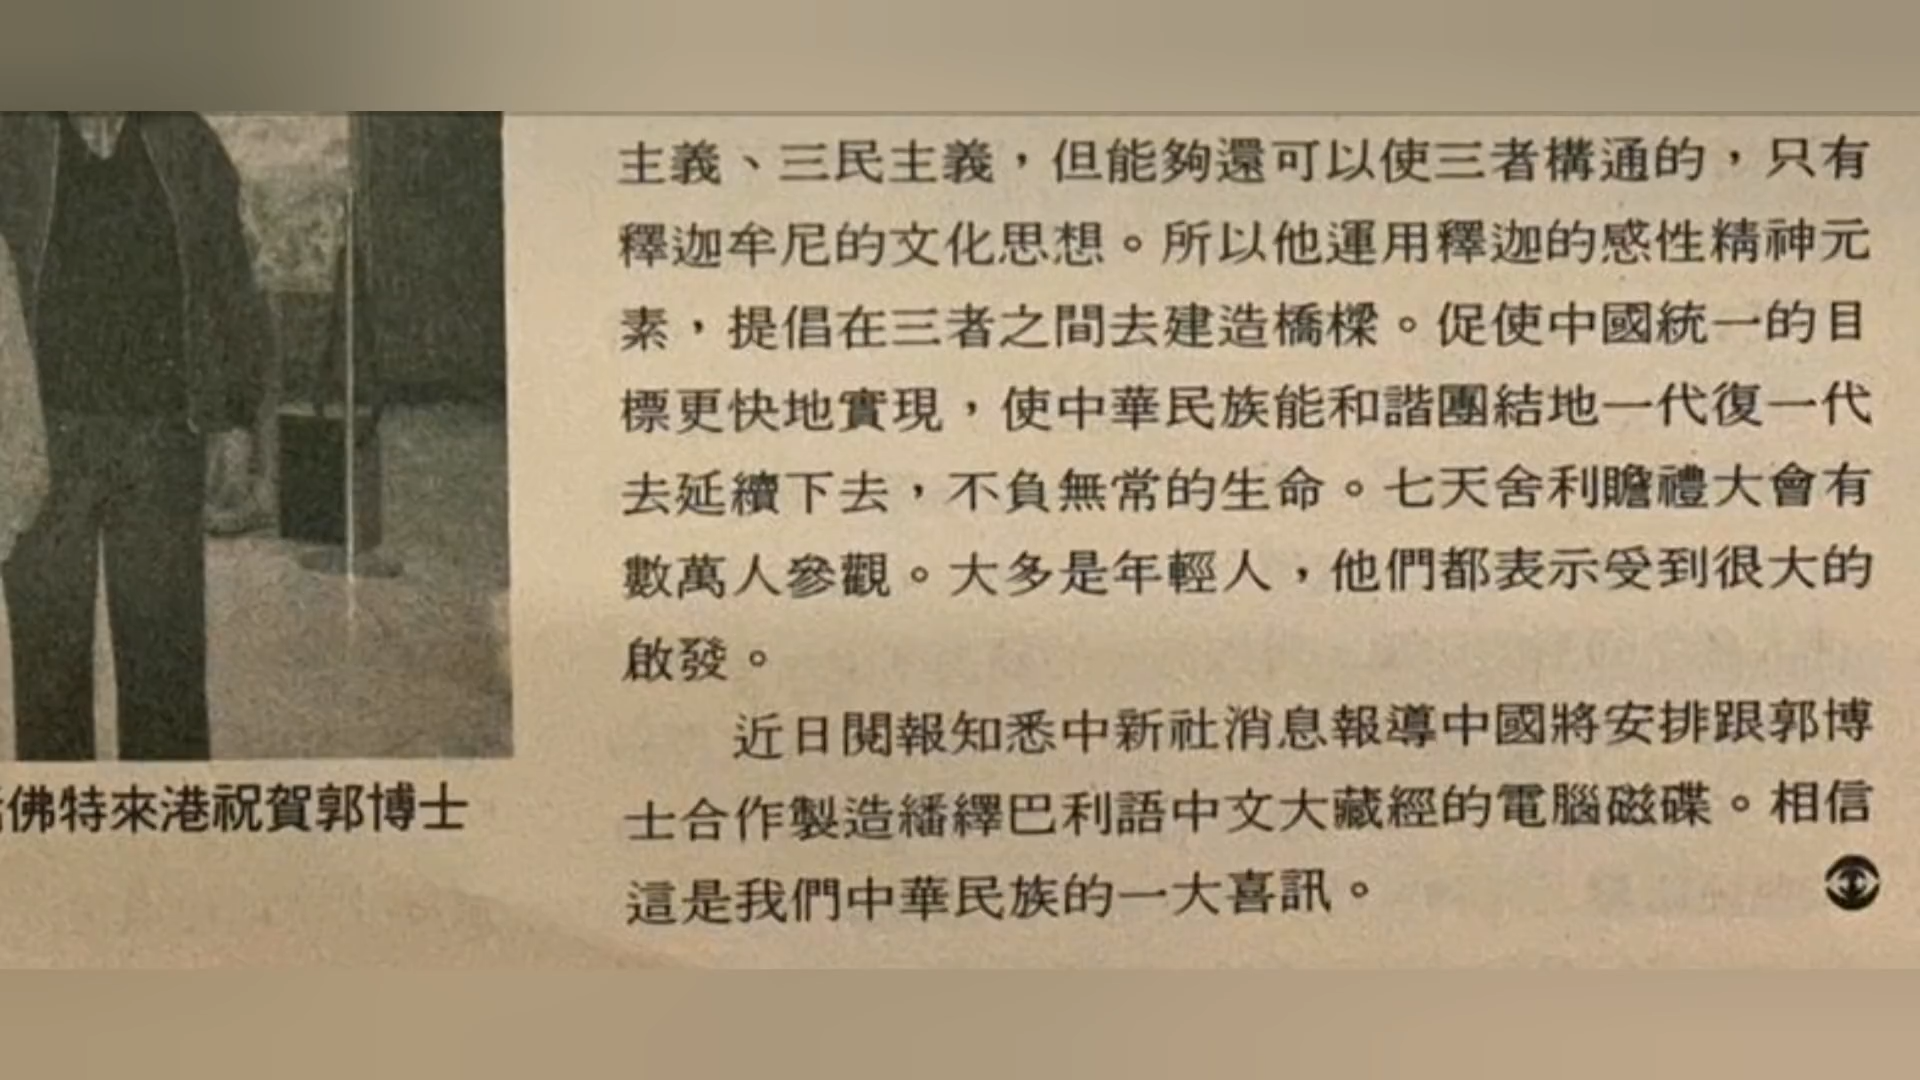 主義、三民主義，但能夠還可以使三者構通的，只有
釋迦牟尼的文化思想。所以他運用釋迦的感性精神元
素，提倡在三者之間去建造橋樑。促使中國統一的目
標更快地實現，使中華民族能和諧團結地一代復一代
去延續下去，不負無常的生命。七天舍利瞻禮大會有
數萬人參觀。大多是年輕人，他們都表示受到很大的
啟發。
近日閱報知悉中新社消息報導中國將安排跟郭博
士合作製造繙繹巴利語中文大藏經的電腦磁碟。相信
這是我們中華民族的一大喜訊。
佛特來港祝賀郭博士